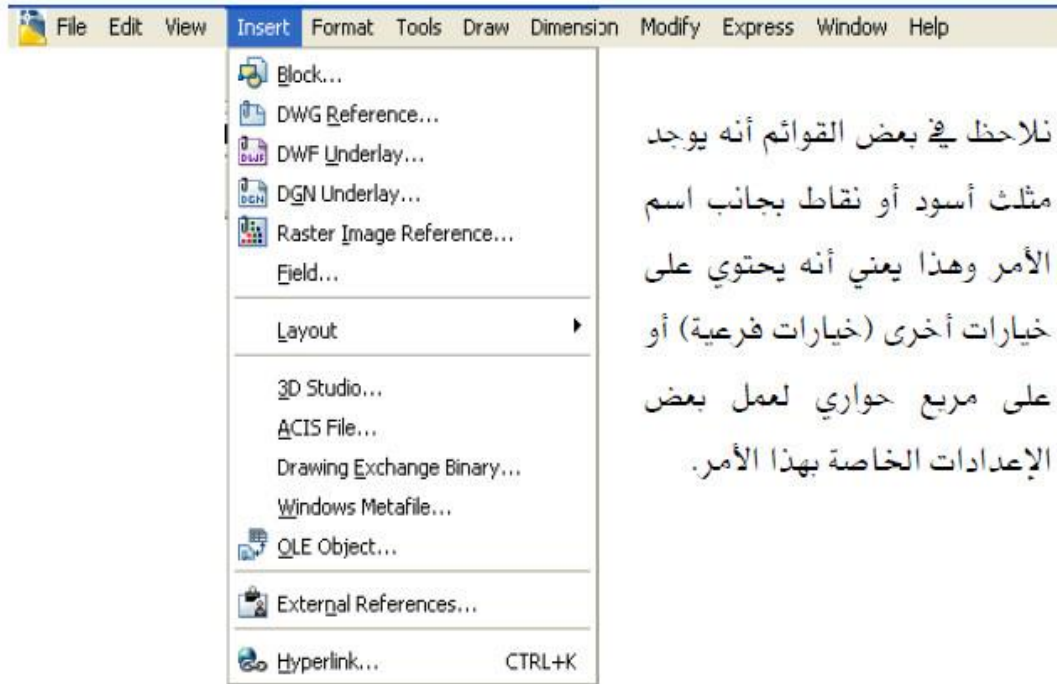 File Edit View Insert Format Tools Draw Dimension Modify Express Window Help
Block...
DWG Reference...
DWF Underlay...
DGN Underlay...
Raster Image Reference...
Field...
Layout
3D Studio...
ACIS File...
Drawing Exchange Binary...
Windows Metafile...
OLE Object...
External References...
Hyperlink... CTRL+K
نلاحظ في بعض القوائم أنه يوجد
مثلث أسود أو نقاط بجانب اسم
الأمر وهذا يعني أنه يحتوي على
خيارات أخرى (خيارات فرعية) أو
على مربع حواري لعمل بعض
الإعدادات الخاصة بهذا الأمر.